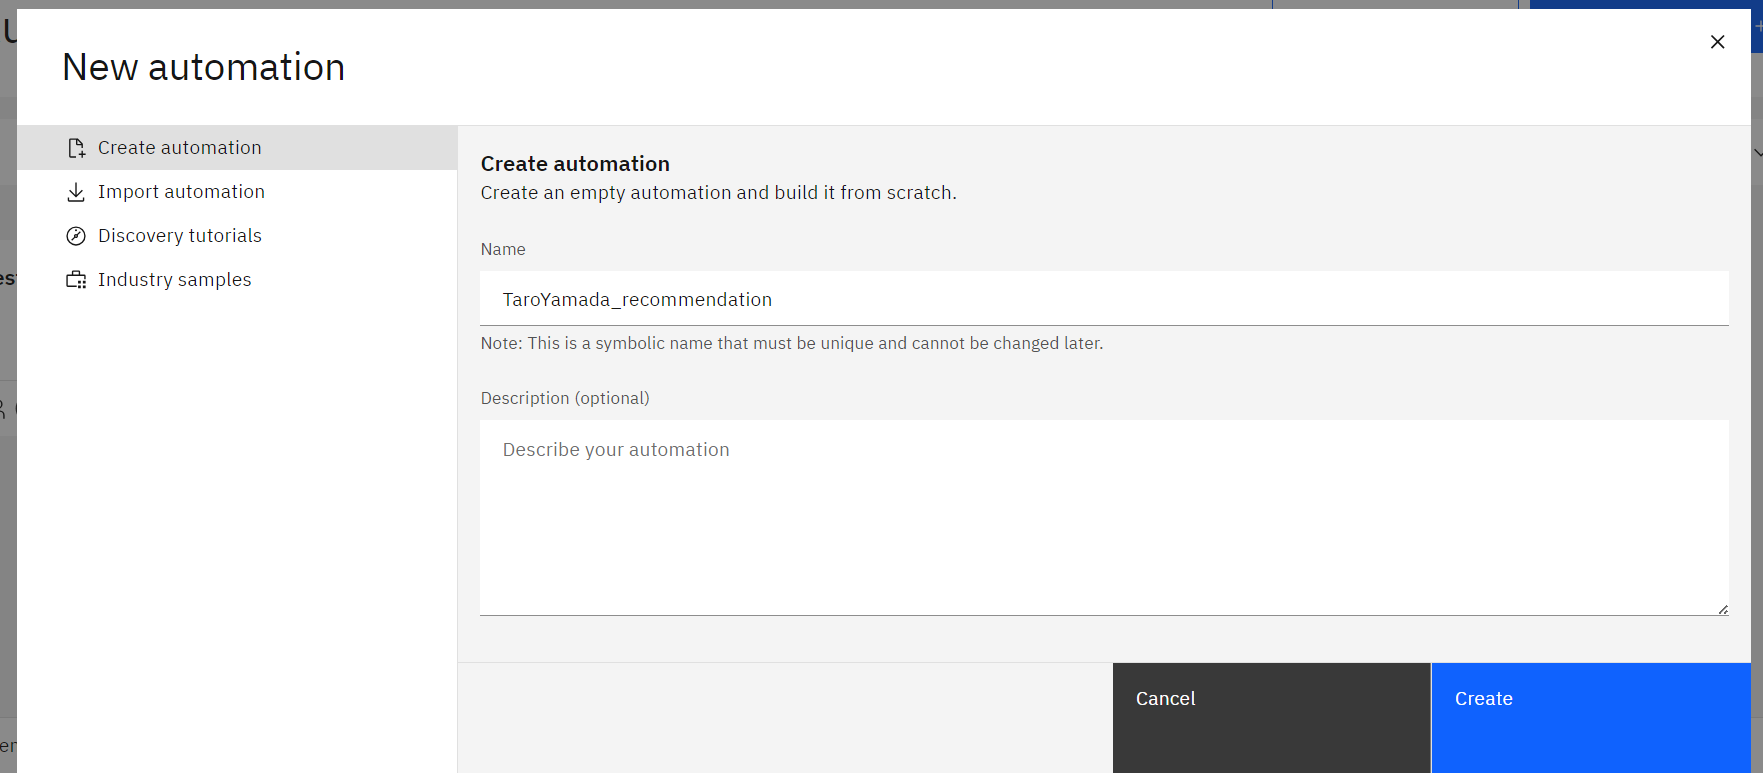 New automation
Create automation
Import automation
Discovery tutorials
Industry samples
Create automation
Create an empty automation and build it from scratch.
Name
TaroYamada_recommendation
Note: This is a symbolic name that must be unique and cannot be changed later.
Description (optional)
Describe your automation
Cancel
Create